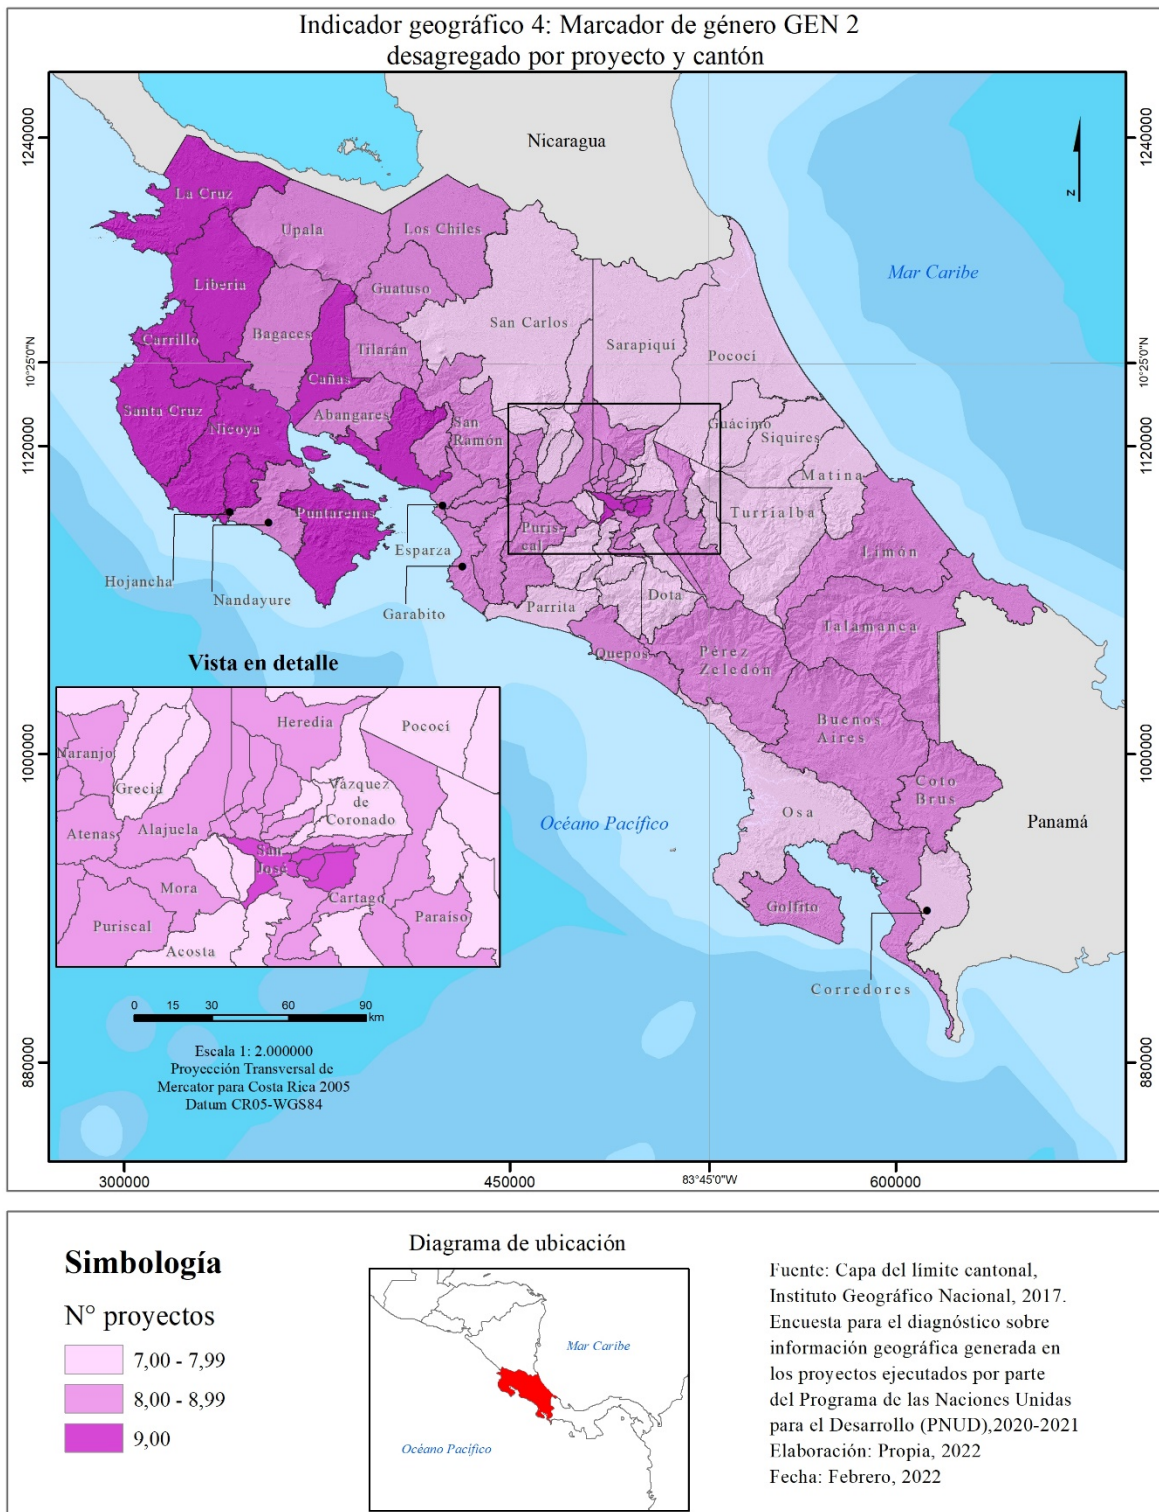 Indicador geográfico 4: Marcador de género GEN 2
desagregado por proyecto y cantón
Nicaragua
Mar Caribe
Océano Pacífico
Panamá
N
1240000
10°25'0"N
1120000
1000000
880000
1240000
10°25'0"N
1120000
1000000
880000
300000
450000
83°45'0"W
600000
La Cruz
Upala
Los Chiles
Liberia
Guatuso
Bagaces
Carrillo
Cañas
Tilarán
San Carlos
Sarapiquí
Pococí
Santa Cruz
Nicoya
Abangares
San
Ramón
Guácimo
Siquires
Matina
Turrialba
Puntarenas
Esparza
Puris-
cal
Limón
Hojancha
Nandayure
Garabito
Parrita
Dota
Talamanca
Quepos
Pérez
Zeledón
Buenos
Aires
Coto
Brus
Osa
Golfito
Corredores
Vista en detalle
Heredia
Pococí
Naranjo
Grecia
Vázquez
de
Coronado
Atenas
Alajuela
San
José
Mora
Cartago
Puriscal
Paraíso
Acosta
0 15 30 60 90
km
Escala 1: 2.000000
Proyección Transversal de
Mercator para Costa Rica 2005
Datum CR05-WGS84
Simbología
N° proyectos
7,00 - 7,99
8,00 - 8,99
9,00
Diagrama de ubicación
Mar Caribe
Océano Pacífico
Fuente: Capa del límite cantonal,
Instituto Geográfico Nacional, 2017.
Encuesta para el diagnóstico sobre
información geográfica generada en
los proyectos ejecutados por parte
del Programa de las Naciones Unidas
para el Desarrollo (PNUD),2020-2021
Elaboración: Propia, 2022
Fecha: Febrero, 2022